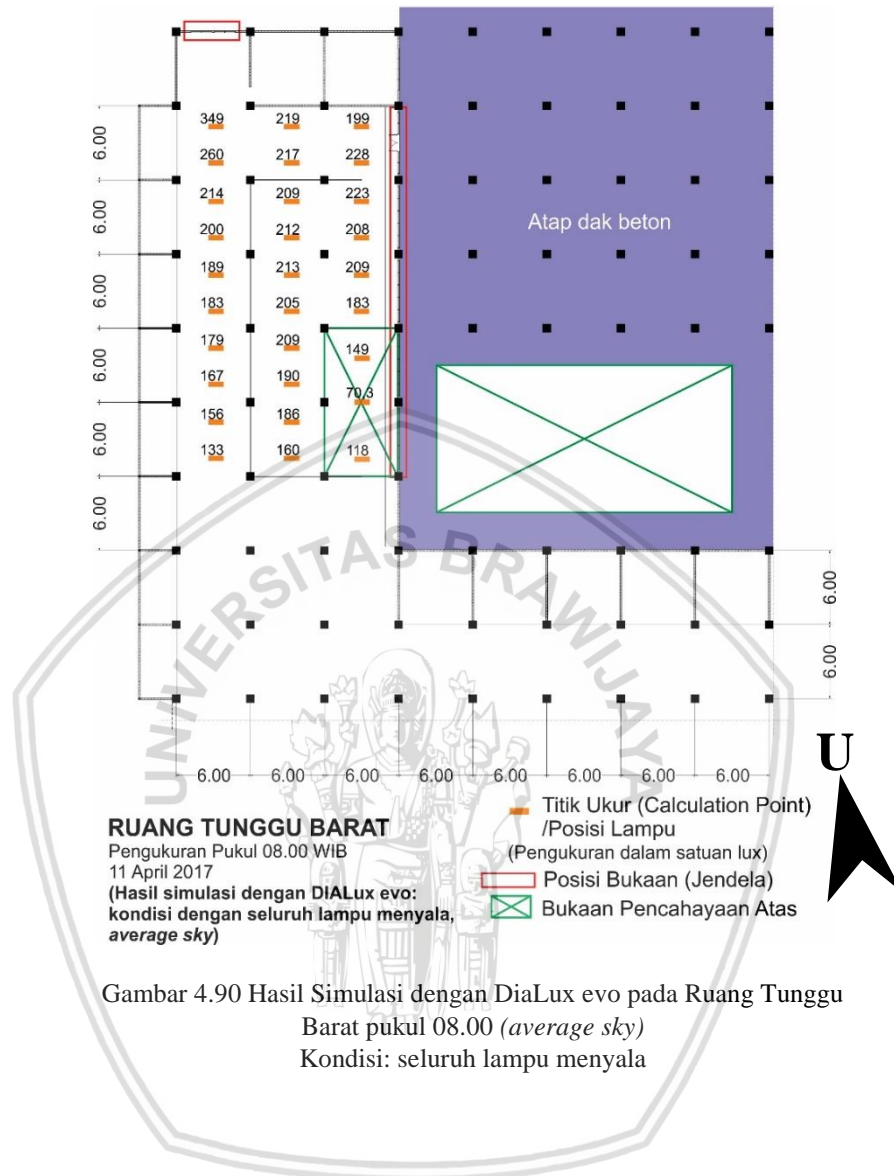 349 219 199
260 217 228
214 209 223
200 212 208
189 213 209
183 205 183
179 209 149
167 190 70.3
156 186 118
133 160
6.00
6.00
6.00
6.00
6.00
6.00
Atap dak beton
6.00
6.00
6.00 6.00 6.00 6.00 6.00 6.00 6.00 6.00
U
RUANG TUNGGU BARAT
Pengukuran Pukul 08.00 WIB
11 April 2017
(Hasil simulasi dengan DIALux evo:
kondisi dengan seluruh lampu menyala,
average sky)
Titik Ukur (Calculation Point)
/Posisi Lampu
(Pengukuran dalam satuan lux)
Posisi Bukaan (Jendela)
Bukaan Pencahayaan Atas
UNIVERSITAS BRAWIJAYA
Gambar 4.90 Hasil Simulasi dengan DiaLux evo pada Ruang Tunggu
Barat pukul 08.00 (average sky)
Kondisi: seluruh lampu menyala